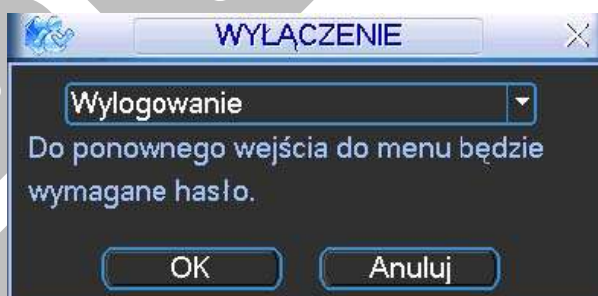 WYŁĄCZENIE
Wylogowanie
Do ponownego wejścia do menu będzie
wymagane hasło.
OK
Anuluj